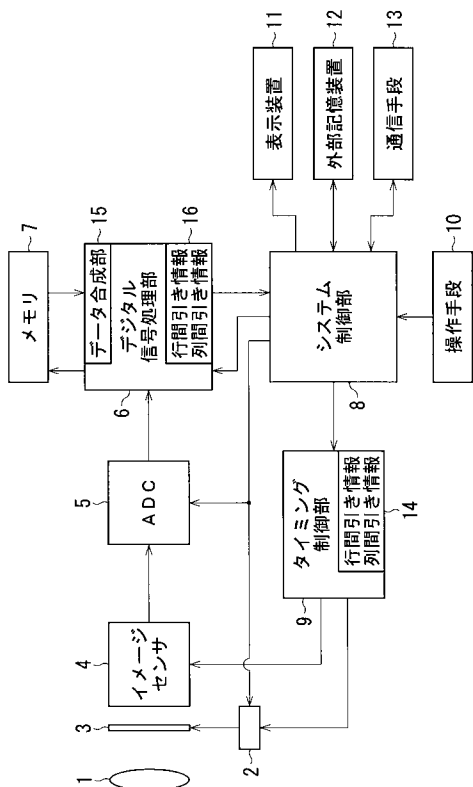 1
3
2
4
イメージ
センサ
5
ADC
7
メモリ
15
データ合成部
デジタル
信号処理部
6
16
行間引き情報
列間引き情報
9
タイミング
制御部
行間引き情報
列間引き情報
14
システム
制御部
8
11
表示装置
12
外部記憶装置
13
通信手段
10
操作手段